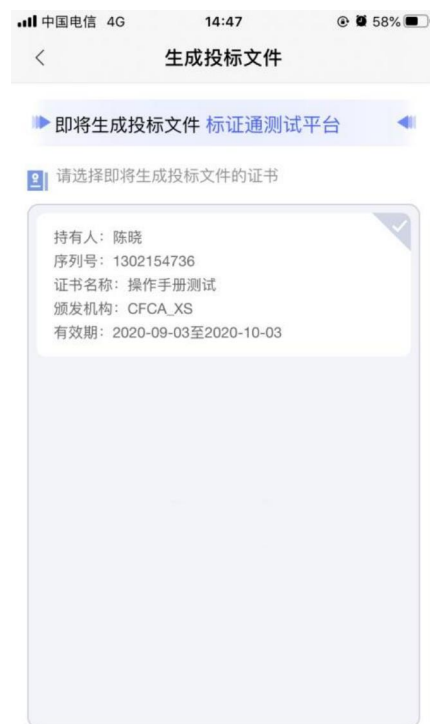 中国电信 4G 14:47 58%
生成投标文件
即将生成投标文件 标证通测试平台
请选择即将生成投标文件的证书
持有人：陈晓
序列号：1302154736
证书名称：操作手册测试
颁发机构：CFCA_XS
有效期：2020-09-03至2020-10-03